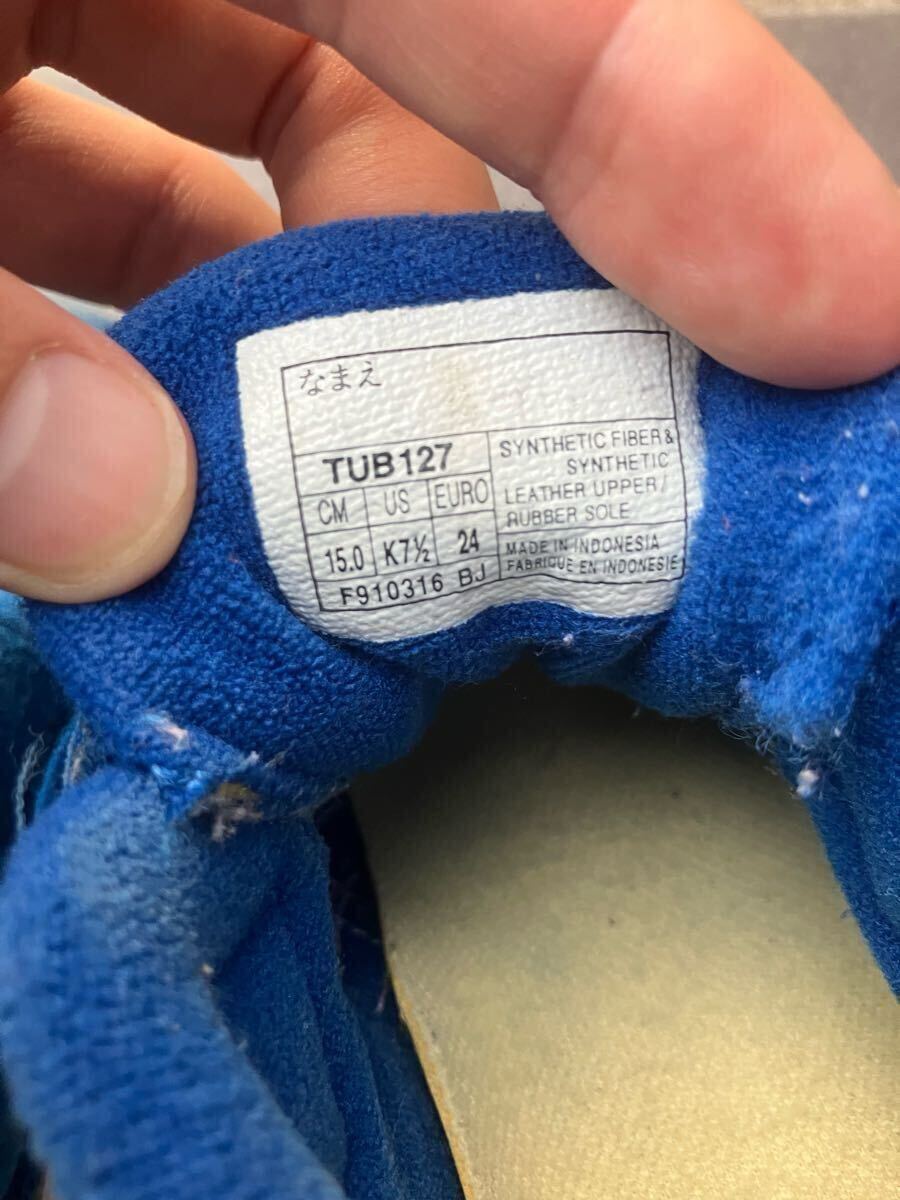 なまえ
TUB127
CM US EURO
15.0 K7½ 24
F910316 BJ
SYNTHETIC FIBER &
SYNTHETIC
LEATHER UPPER/
RUBBER SOLE
MADE IN INDONESIA
FABRIQUE EN INDONESIE